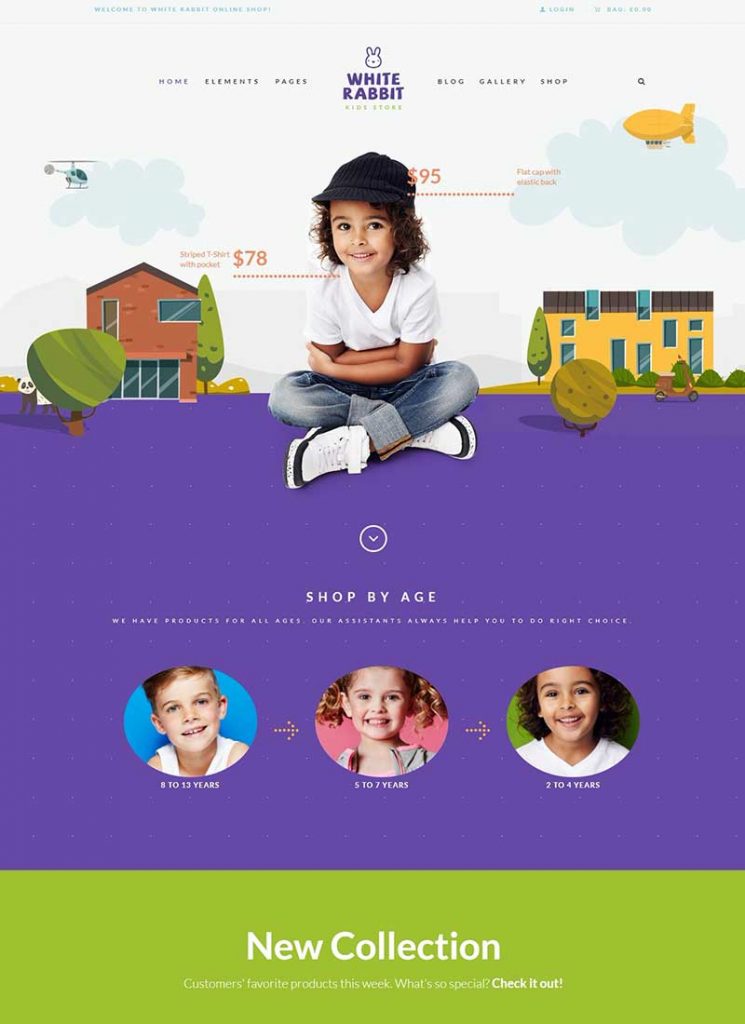 WELCOME TO WHITE RABBIT ONLINE SHOP!
LOGIN
BAG: £0.00
HOME
ELEMENTS
PAGES
WHITE
RABBIT
KIDS STORE
BLOG
GALLERY
SHOP
$95
Flat cap with
elastic back
Striped T-Shirt
with pocket
$78
SHOP BY AGE
WE HAVE PRODUCTS FOR ALL AGES. OUR ASSISTANTS ALWAYS HELP YOU TO DO RIGHT CHOICE.
8 TO 13 YEARS
5 TO 7 YEARS
2 TO 4 YEARS
New Collection
Customers' favorite products this week. What's so special? Check it out!